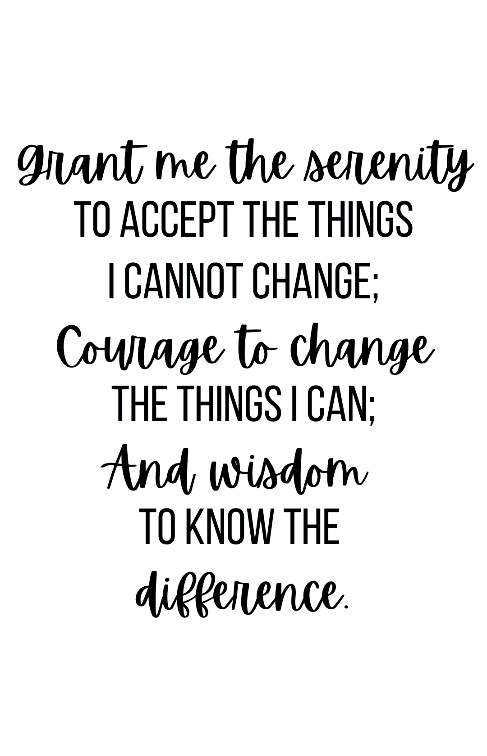 grant me the serenity
TO ACCEPT THE THINGS
I CANNOT CHANGE;
Courage to change
THE THINGS I CAN;
And wisdom
TO KNOW THE
difference.